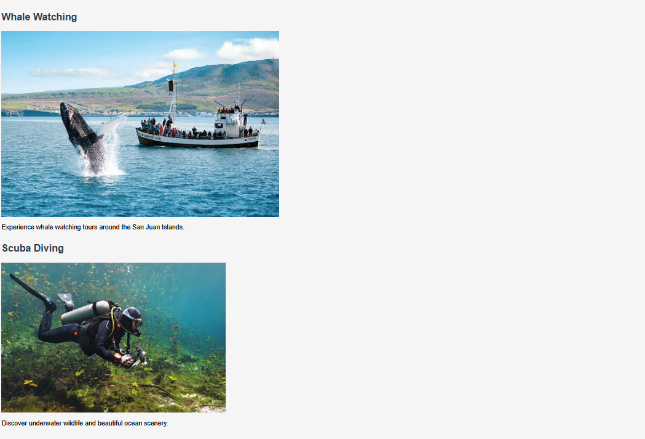 Whale Watching
Experience whale watching tours around the San Juan Islands.
Scuba Diving
Discover underwater wildlife and beautiful ocean scenery.